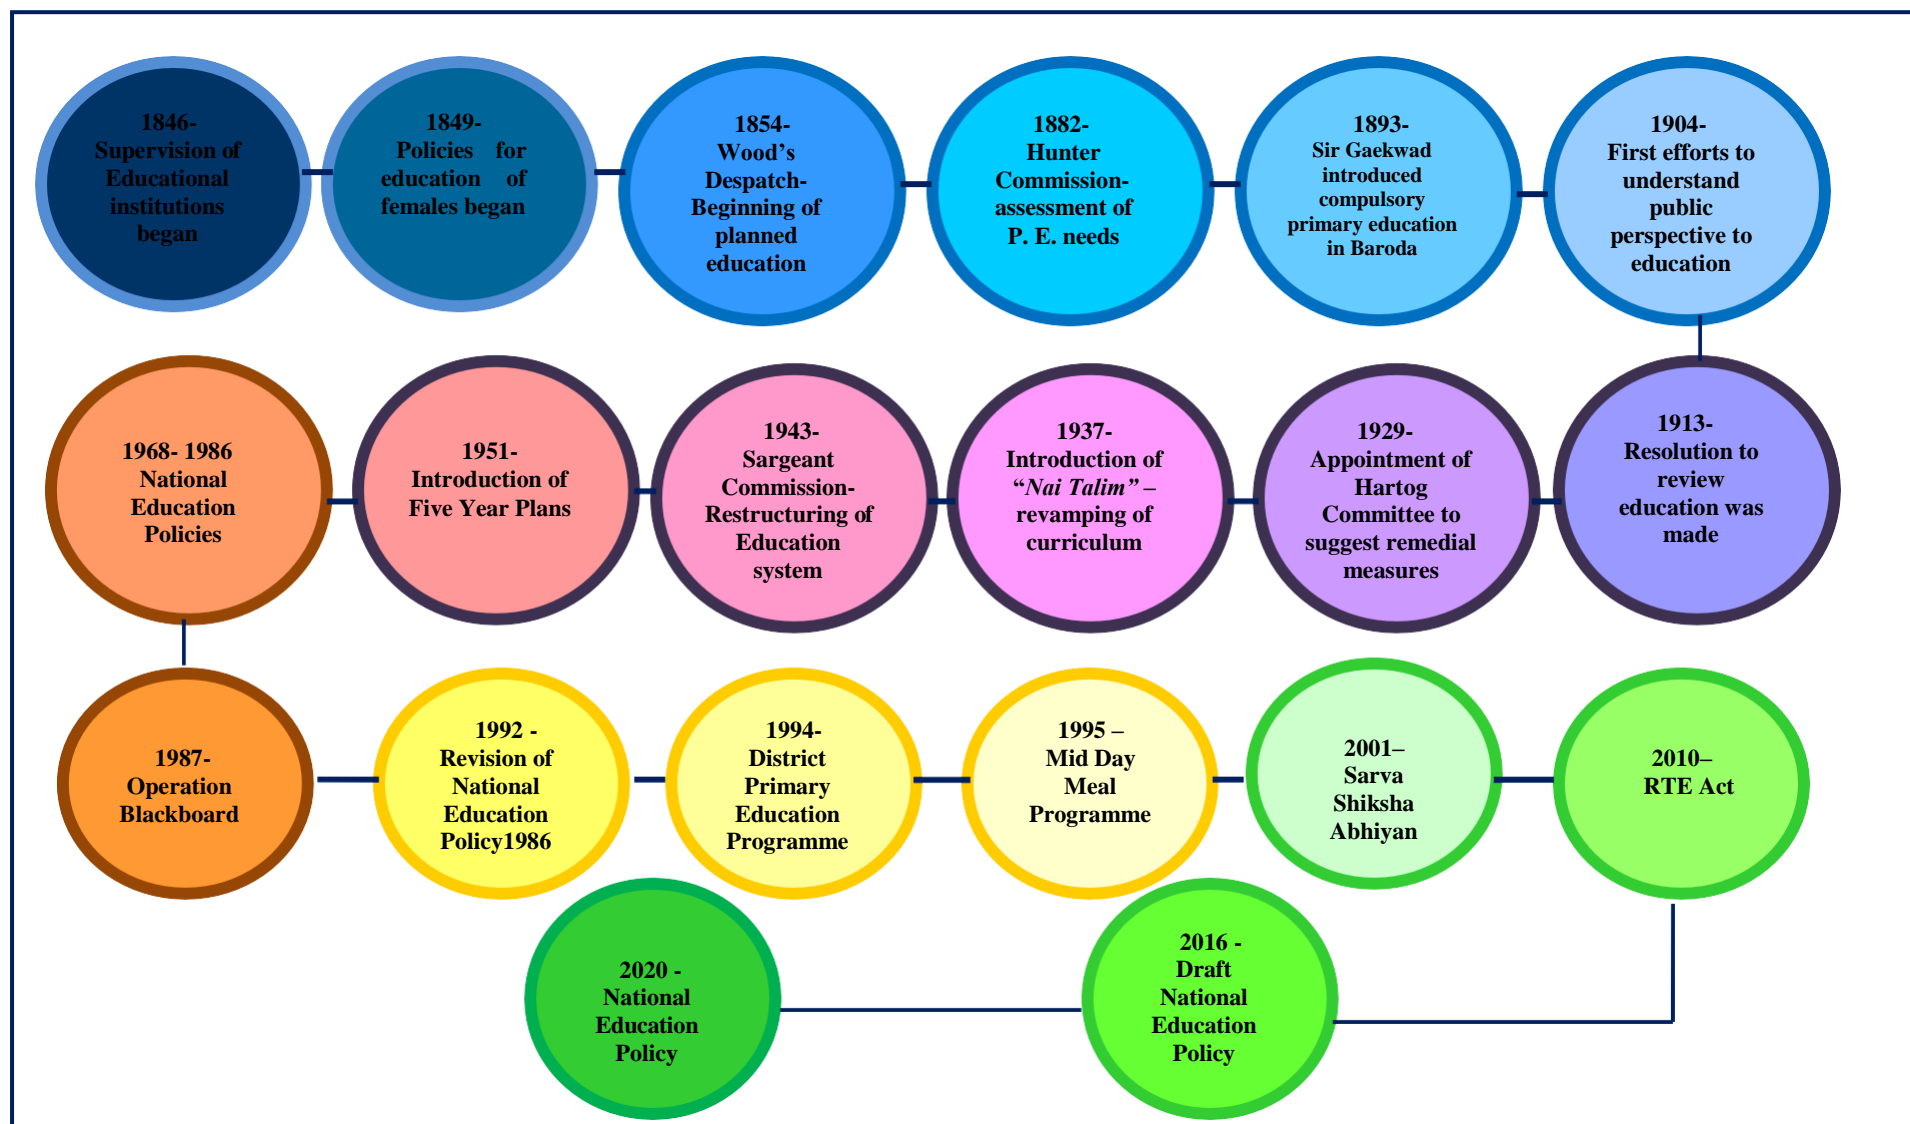 1846-
Supervision of
Educational
institutions
began
1849-
Policies for
education of
females began
1854-
Wood’s
Despatch-
Beginning of
planned
education
1882-
Hunter
Commission-
assessment of
P. E. needs
1893-
Sir Gaekwad
introduced
compulsory
primary education
in Baroda
1904-
First efforts to
understand
public
perspective to
education
1968- 1986
National
Education
Policies
1951-
Introduction of
Five Year Plans
1943-
Sargeant
Commission-
Restructuring of
Education
system
1937-
Introduction of
“Nai Talim” –
revamping of
curriculum
1929-
Appointment of
Hartog
Committee to
suggest remedial
measures
1913-
Resolution to
review
education was
made
1987-
Operation
Blackboard
1992 -
Revision of
National
Education
Policy1986
1994-
District
Primary
Education
Programme
1995 –
Mid Day
Meal
Programme
2001–
Sarva
Shiksha
Abhiyan
2010–
RTE Act
2020 -
National
Education
Policy
2016 -
Draft
National
Education
Policy